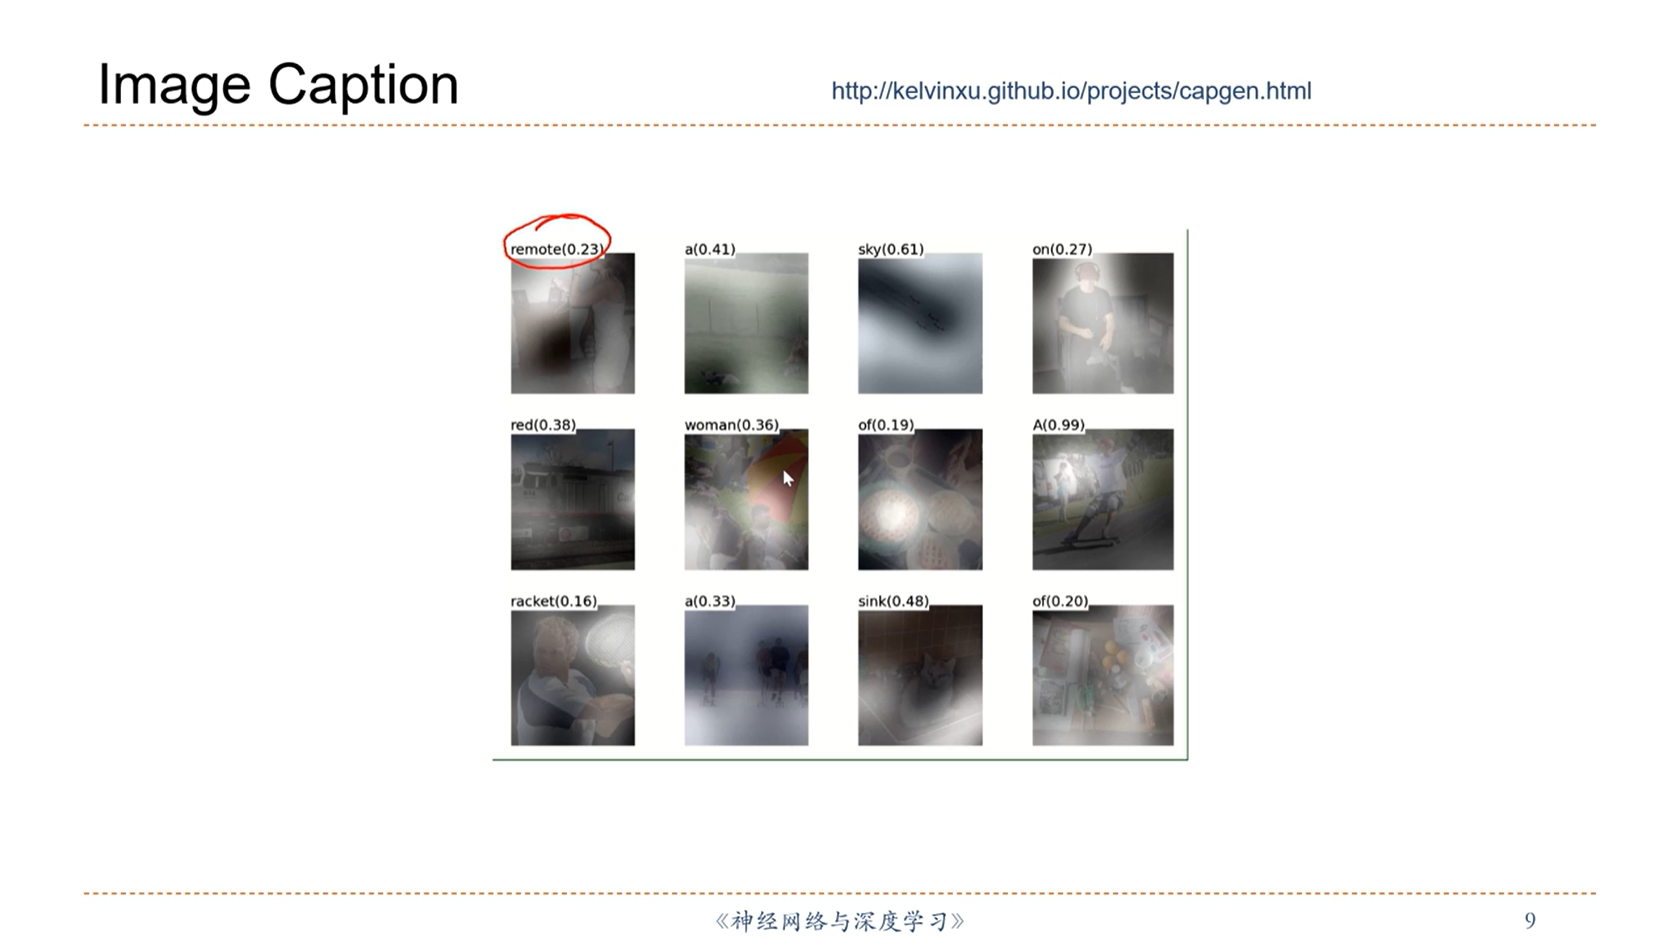 Image Caption
http://kelvinxu.github.io/projects/capgen.html
remote(0.23) a(0.41) sky(0.61) on(0.27)
red(0.38) woman(0.36) of(0.19) A(0.99)
racket(0.16) a(0.33) sink(0.48) of(0.20)
《神经网络与深度学习》
9